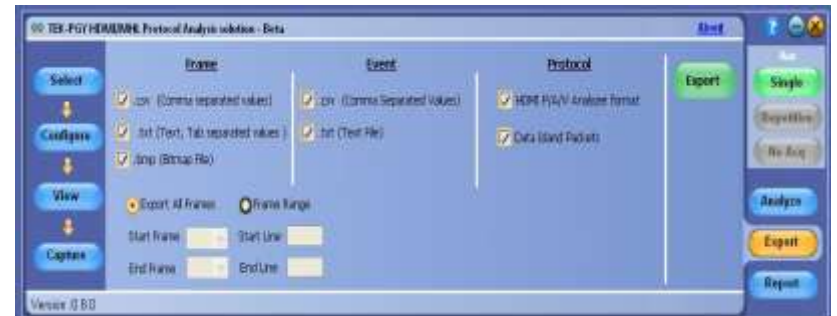 TEK-PGY HDMI/MHL Protocol Analysis solution - Beta
About
Select
Configure
View
Capture
Frame
.csv (Comma separated values)
.txt (Text, Tab separated values )
.bmp (Bitmap File)
Export All Frames
Frame Range
Start Frame
Start Line
End Frame
End Line
Event
.csv (Comma Separated Values)
.txt (Text File)
Protocol
HDMI P/A/V Analyzer format
Data Island Packets
Export
?
Run
Single
Repetitive
No Acq
Analyze
Export
Report
Version :0.8.0